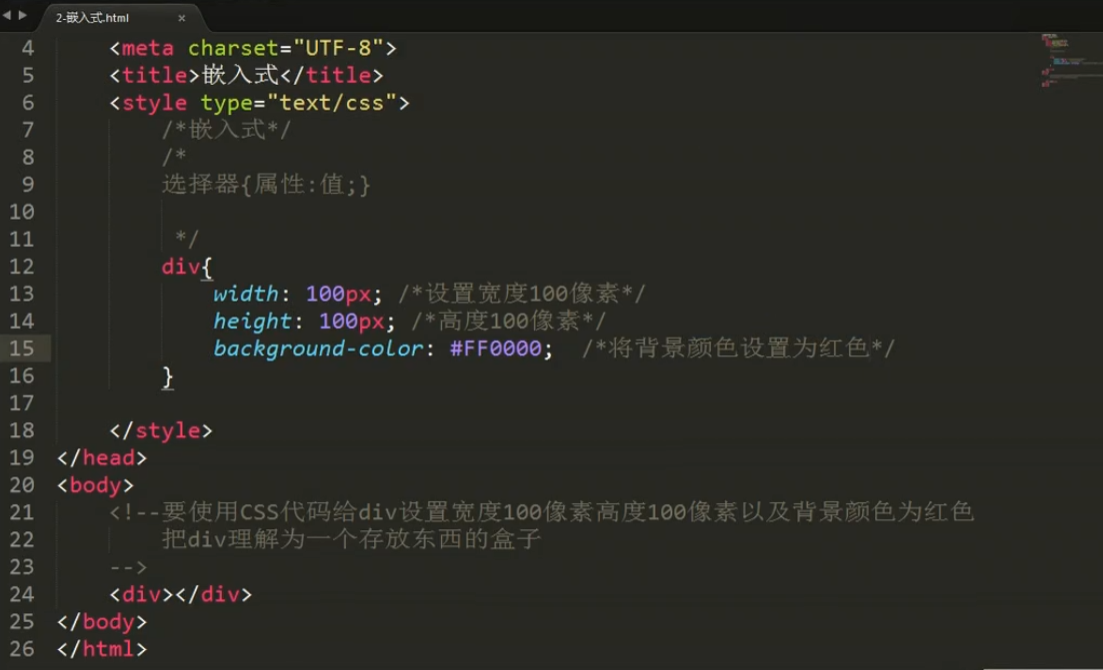 2-嵌入式.html
4 <meta charset="UTF-8">
5 <title>嵌入式</title>
6 <style type="text/css">
7 /*嵌入式*/
8 /*
9 选择器{属性:值;}
10
11 */
12 div{
13 width: 100px; /*设置宽度100像素*/
14 height: 100px; /*高度100像素*/
15 background-color: #FF0000; /*将背景颜色设置为红色*/
16 }
17
18 </style>
19 </head>
20 <body>
21 <!--要使用CSS代码给div设置宽度100像素高度100像素以及背景颜色为红色
22 把div理解为一个存放东西的盒子
23 -->
24 <div></div>
25 </body>
26 </html>